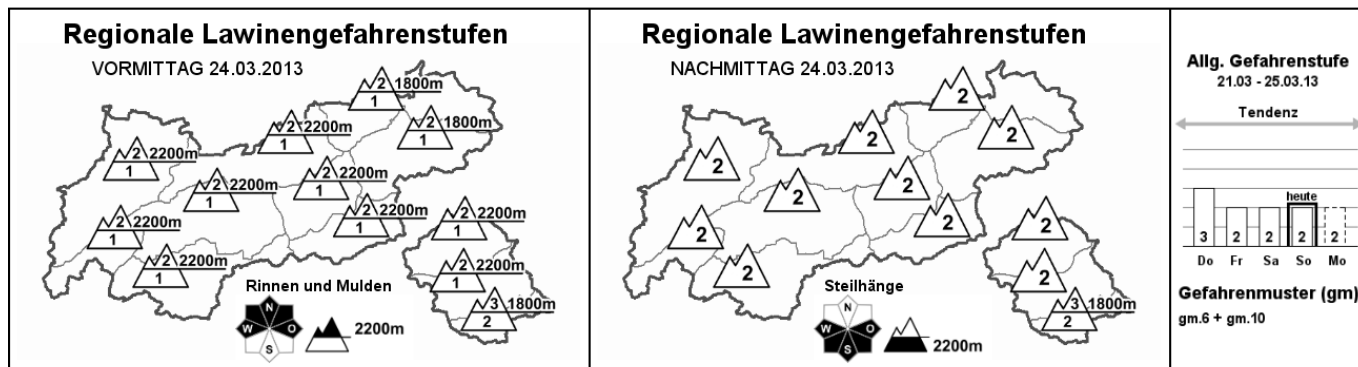 Regionale Lawinengefahrenstufen
VORMITTAG 24.03.2013
2 1800m
1
2 2200m
1
2 1800m
1
2 2200m
1
2 2200m
1
2 2200m
1
2 2200m
1
2 2200m
1
2 2200m
1
2 2200m
1
2 2200m
1
3 1800m
2
Rinnen und Mulden
N
W O
S
2200m
Regionale Lawinengefahrenstufen
NACHMITTAG 24.03.2013
2
2
2
2
2
2
2
2
2
2
2
3 1800m
2
Steilhänge
N
W O
S
2200m
Allg. Gefahrenstufe
21.03 - 25.03.13
Tendenz
heute
3 2 2 2 2
Do Fr Sa So Mo
Gefahrenmuster (gm)
gm.6 + gm.10